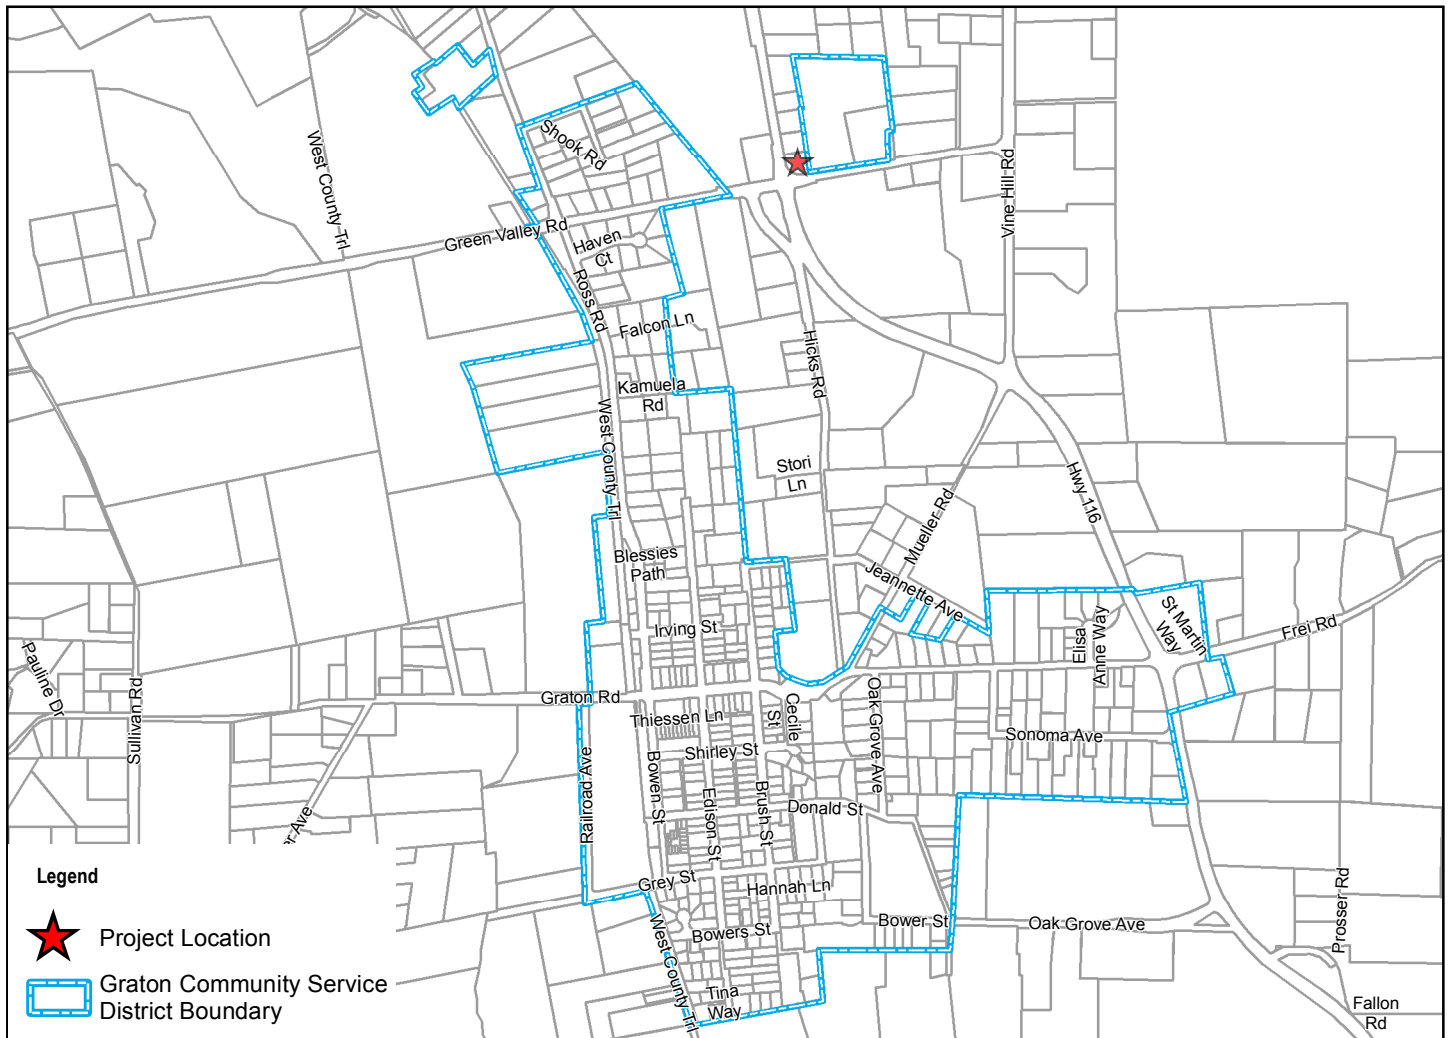 Shook Rd
West County Trl
Vine Hill Rd
Green Valley Rd
Haven
Ct
Ross Rd
Falcon Ln
Hicks Rd
Kamuela
Rd
West County Trl
Stori
Ln
Hwy 116
Mueller Rd
Blessies
Path
Jeannette Ave
St Martin
Way
Elisa
Anne Way
Irving St
Frei Rd
Pauline Dr
Sullivan Rd
Graton Rd
Oak Grove Ave
Cecile
St
Thiessen Ln
Sonoma Ave
Shirley St
Railroad Ave
Bowen St
Edison St
Brush St
Donald St
er Ave
Grey St
Hannah Ln
Prosser Rd
Bower St
Oak Grove Ave
Bowers St
West County Trl
Tina
Way
Fallon
Rd
Legend
Project Location
Graton Community Service
District Boundary